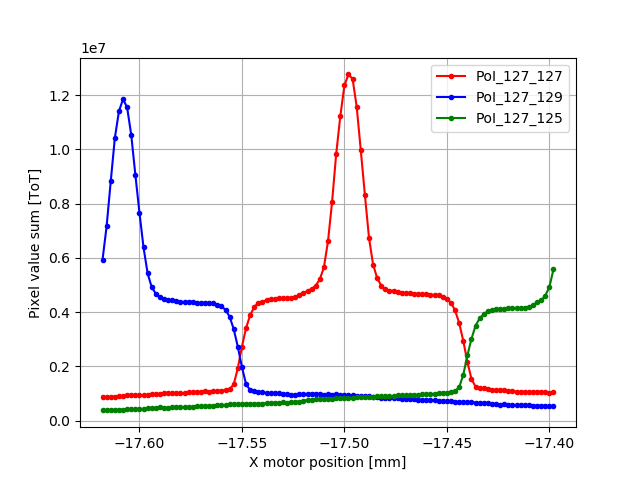 1e7
PoI_127_127
PoI_127_129
PoI_127_125
1.2
1.0
0.8
0.6
0.4
0.2
0.0
Pixel value sum [ToT]
−17.60 −17.55 −17.50 −17.45 −17.40
X motor position [mm]